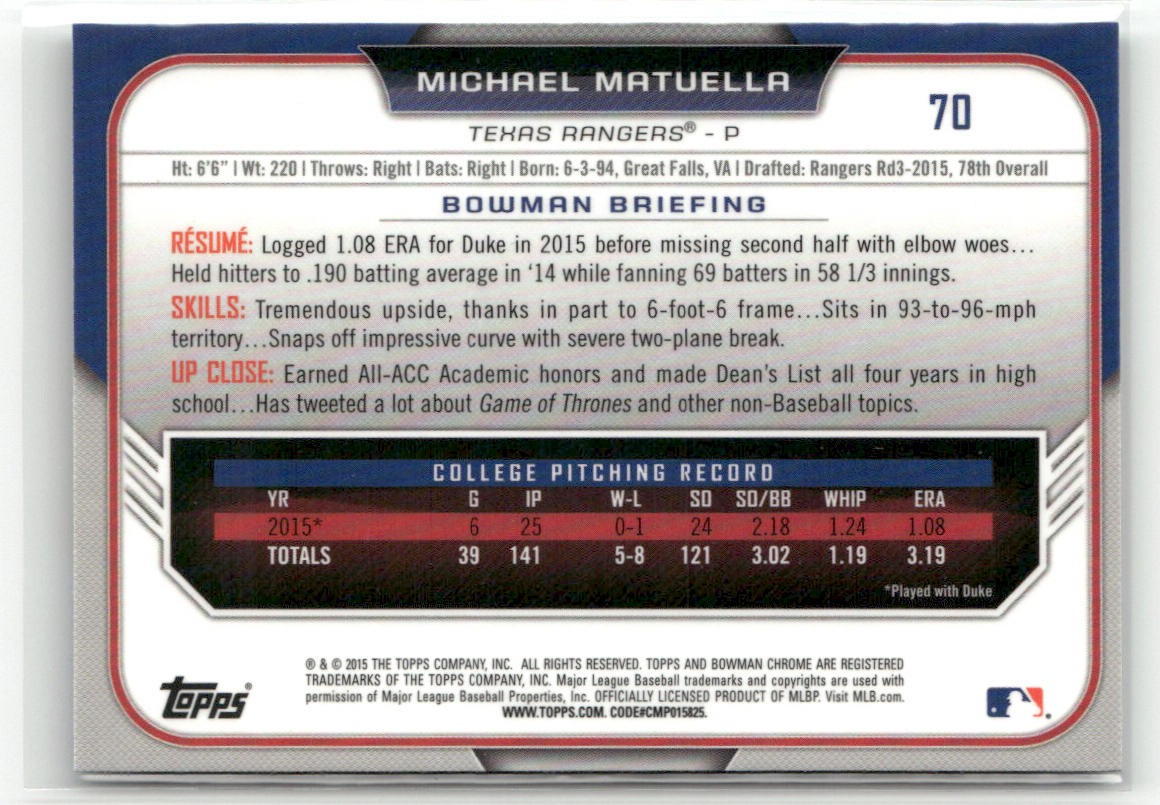 MICHAEL MATUELLA
70
TEXAS RANGERS® - P
Ht: 6'6" | Wt: 220 | Throws: Right | Bats: Right | Born: 6-3-94, Great Falls, VA | Drafted: Rangers Rd3-2015, 78th Overall
BOWMAN BRIEFING
RÉSUMÉ: Logged 1.08 ERA for Duke in 2015 before missing second half with elbow woes...
Held hitters to .190 batting average in '14 while fanning 69 batters in 58 1/3 innings.
SKILLS: Tremendous upside, thanks in part to 6-foot-6 frame...Sits in 93-to-96-mph
territory...Snaps off impressive curve with severe two-plane break.
UP CLOSE: Earned All-ACC Academic honors and made Dean's List all four years in high
school...Has tweeted a lot about Game of Thrones and other non-Baseball topics.
COLLEGE PITCHING RECORD
YR G IP W-L SO SO/BB WHIP ERA
2015* 6 25 0-1 24 2.18 1.24 1.08
TOTALS 39 141 5-8 121 3.02 1.19 3.19
*Played with Duke
® & © 2015 THE TOPPS COMPANY, INC. ALL RIGHTS RESERVED. TOPPS AND BOWMAN CHROME ARE REGISTERED
TRADEMARKS OF THE TOPPS COMPANY, INC. Major League Baseball trademarks and copyrights are used with
permission of Major League Baseball Properties, Inc. OFFICIALLY LICENSED PRODUCT OF MLBP. Visit MLB.com.
WWW.TOPPS.COM. CODE#CMP015825.
Topps®